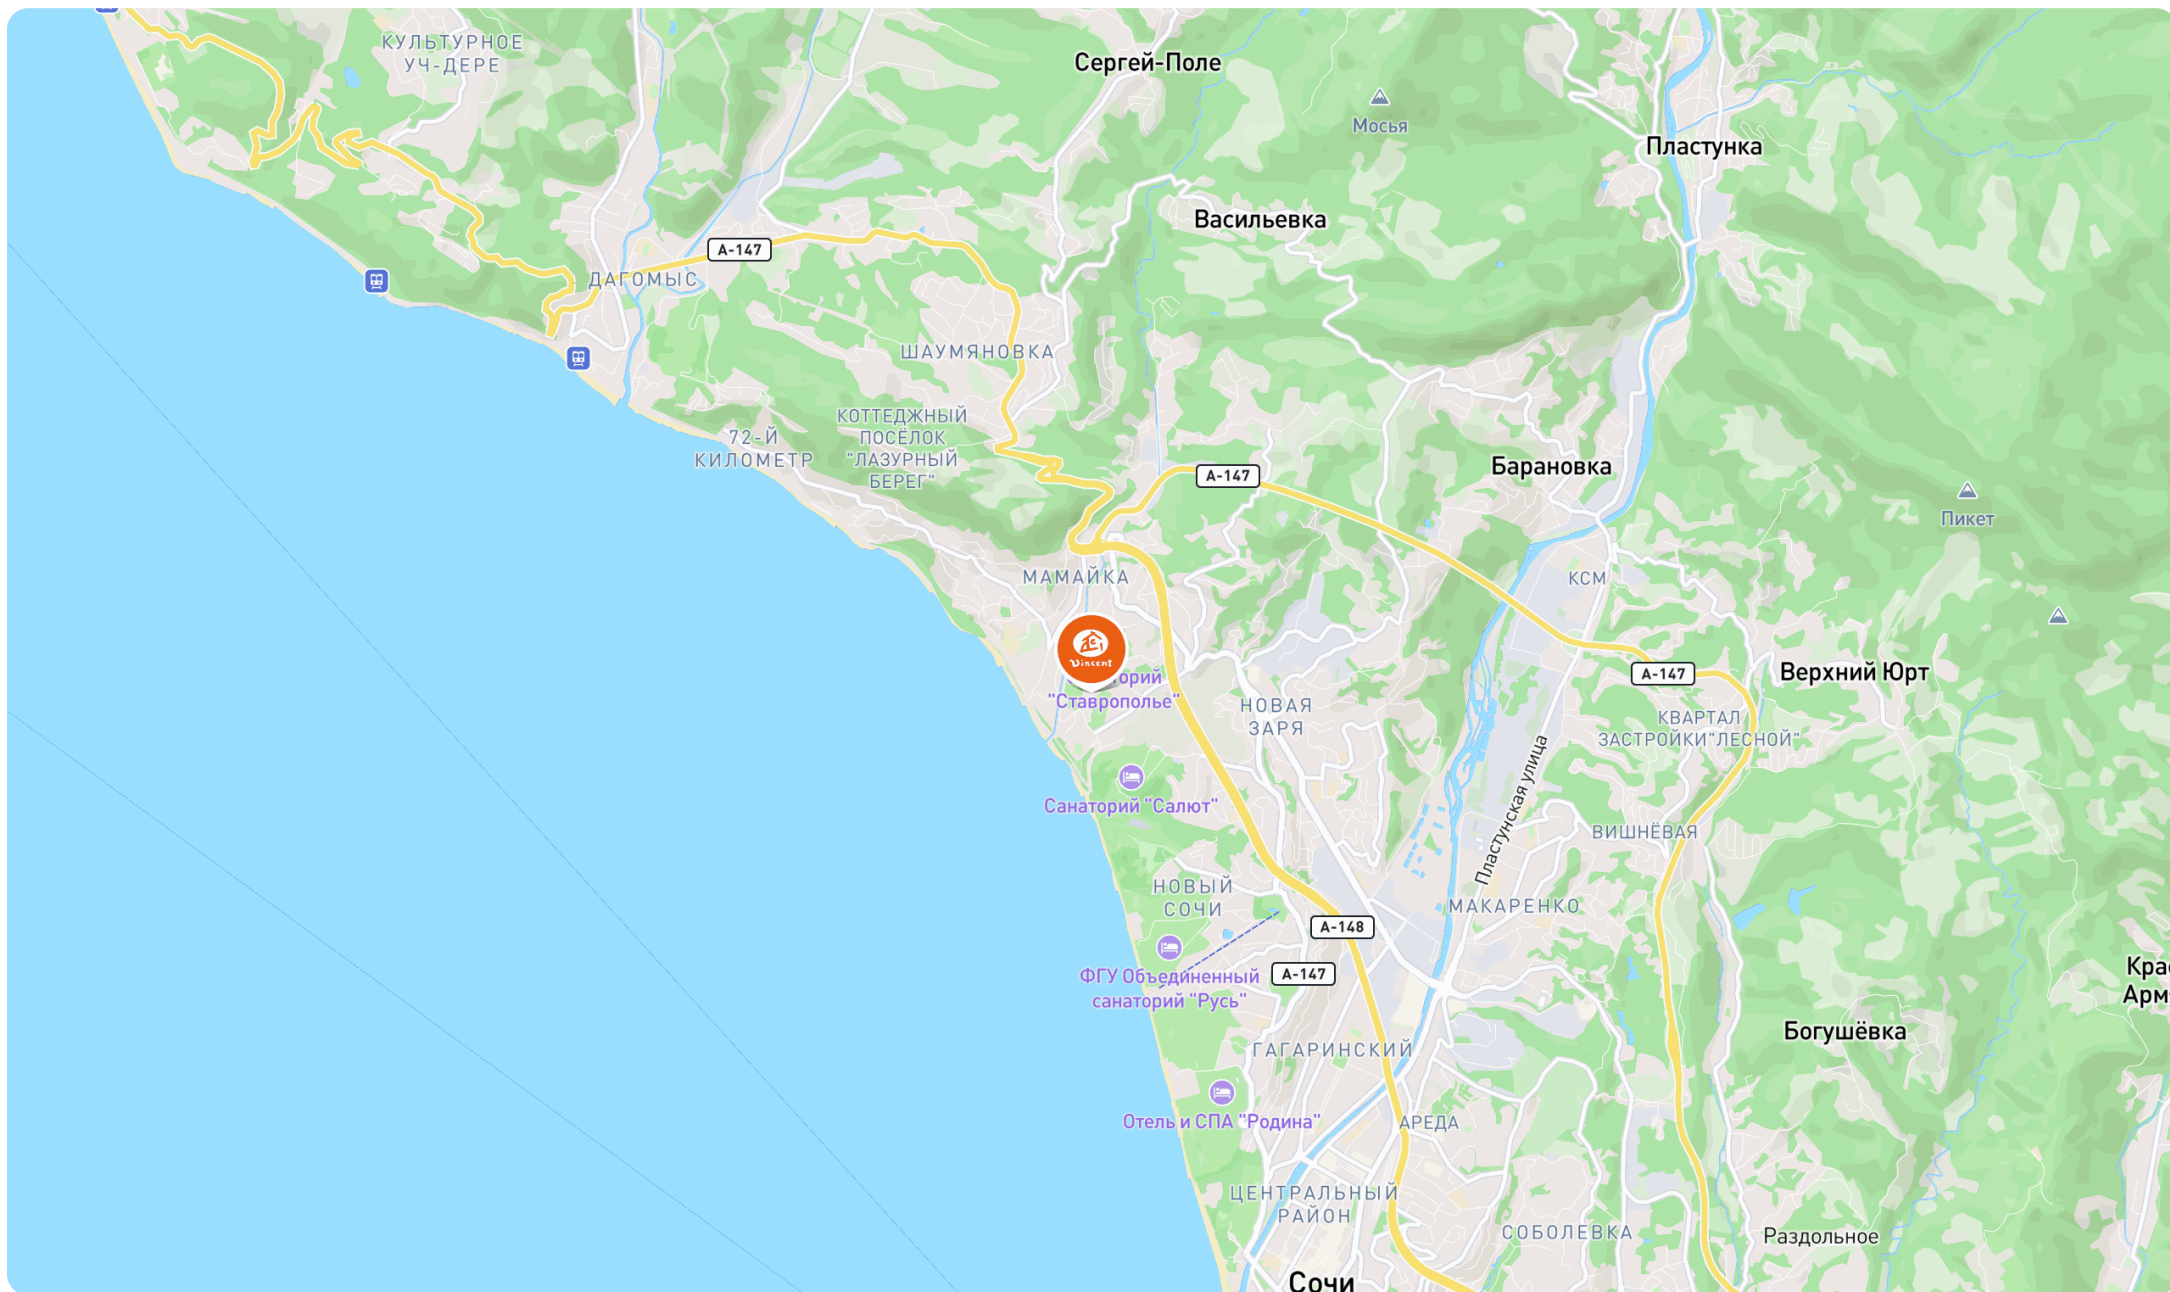 КУЛЬТУРНОЕ
УЧ-ДЕРЕ
Сергей-Поле
Мосья
Пластунка
Васильевка
А-147
ДАГОМЫС
ШАУМЯНОВКА
КОТТЕДЖНЫЙ
ПОСЁЛОК
"ЛАЗУРНЫЙ
БЕРЕГ"
72-Й
КИЛОМЕТР
А-147
Барановка
Пикет
МАМАЙКА
КСМ
Vincent
"Ставрополье"
А-147
Верхний Юрт
НОВАЯ
ЗАРЯ
КВАРТАЛ
ЗАСТРОЙКИ"ЛЕСНОЙ"
Пластунская улица
Санаторий "Салют"
ВИШНЁВАЯ
НОВЫЙ
СОЧИ
МАКАРЕНКО
А-148
А-147
ФГУ Объединенный
санаторий "Русь"
Богушёвка
ГАГАРИНСКИЙ
Отель и СПА "Родина"
АРЕДА
ЦЕНТРАЛЬНЫЙ
РАЙОН
СОБОЛЕВКА
Раздольное
Сочи